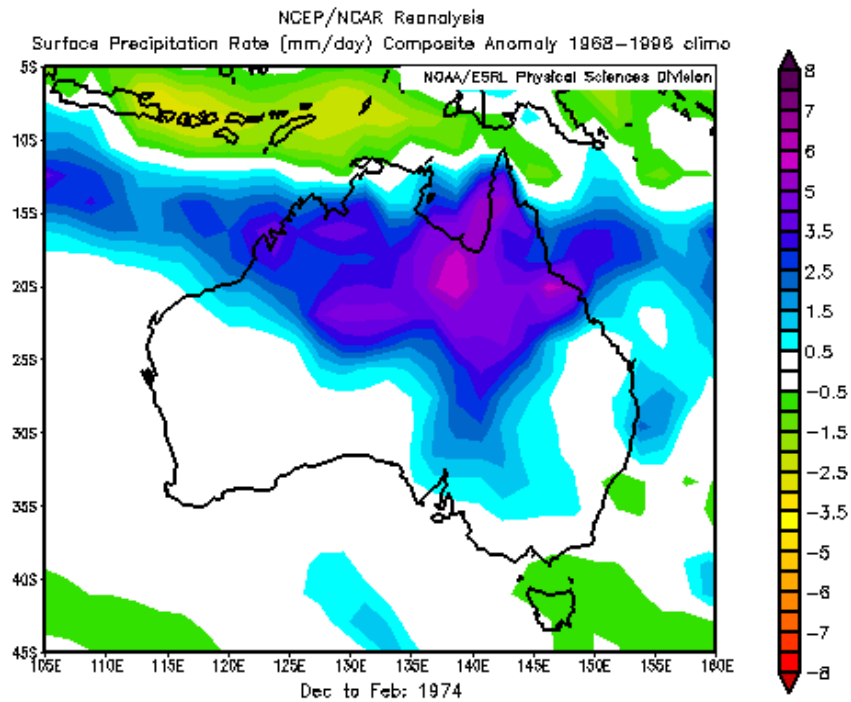 NCEP/NCAR Reanalysis
Surface Precipitation Rate (mm/day) Composite Anomaly 1968-1996 climo
NOAA/ESRL Physical Sciences Division
5S
10S
15S
20S
25S
30S
35S
40S
45S
105E 110E 115E 120E 125E 130E 135E 140E 145E 150E 155E 160E
Dec to Feb: 1974
8
7
6
5
3.5
2.5
1.5
0.5
-0.5
-1.5
-2.5
-3.5
-5
-6
-7
-8